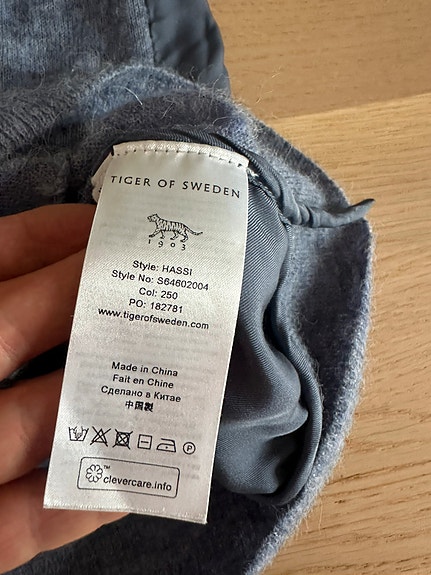 TIGER OF SWEDEN
1903
Style: HASSI
Style No: S64602004
Col: 250
PO: 182781
www.tigerofsweden.com
Made in China
Fait en Chine
Сделано в Китае
中国製
P
™ clevercare.info